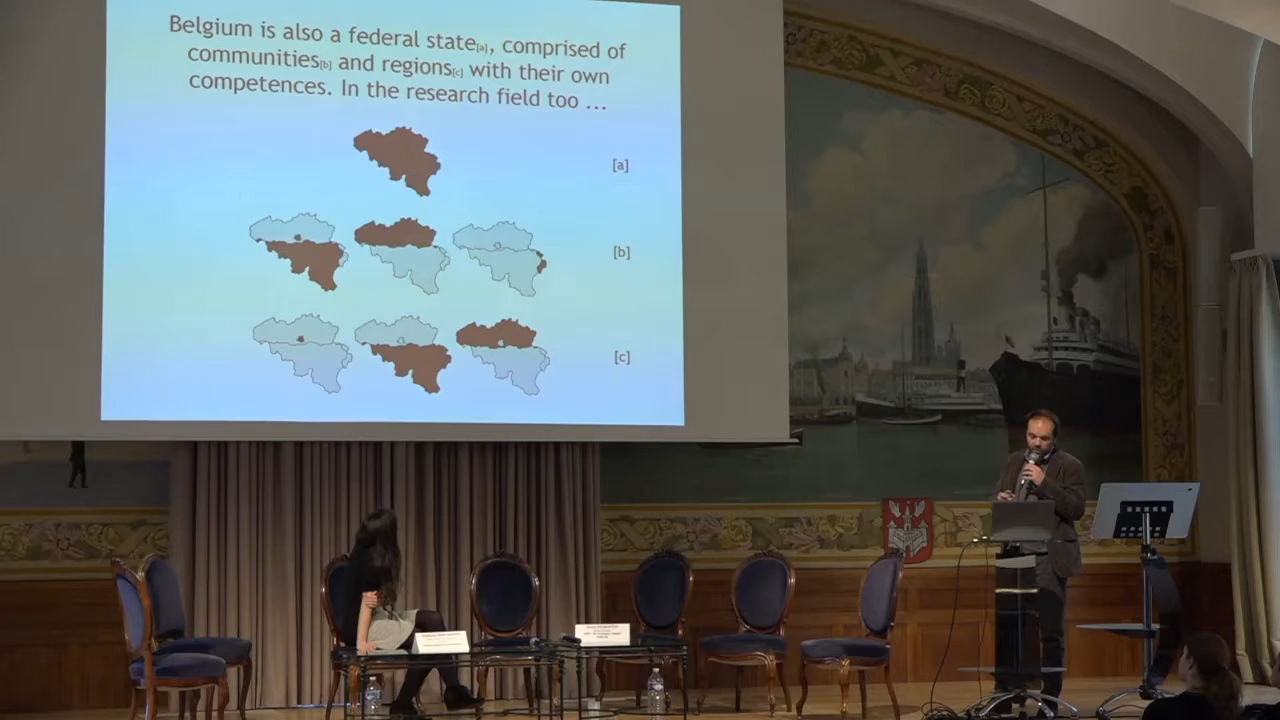 Belgium is also a federal state[a], comprised of
communities[b] and regions[c] with their own
competences. In the research field too ...
[a]
[b]
[c]